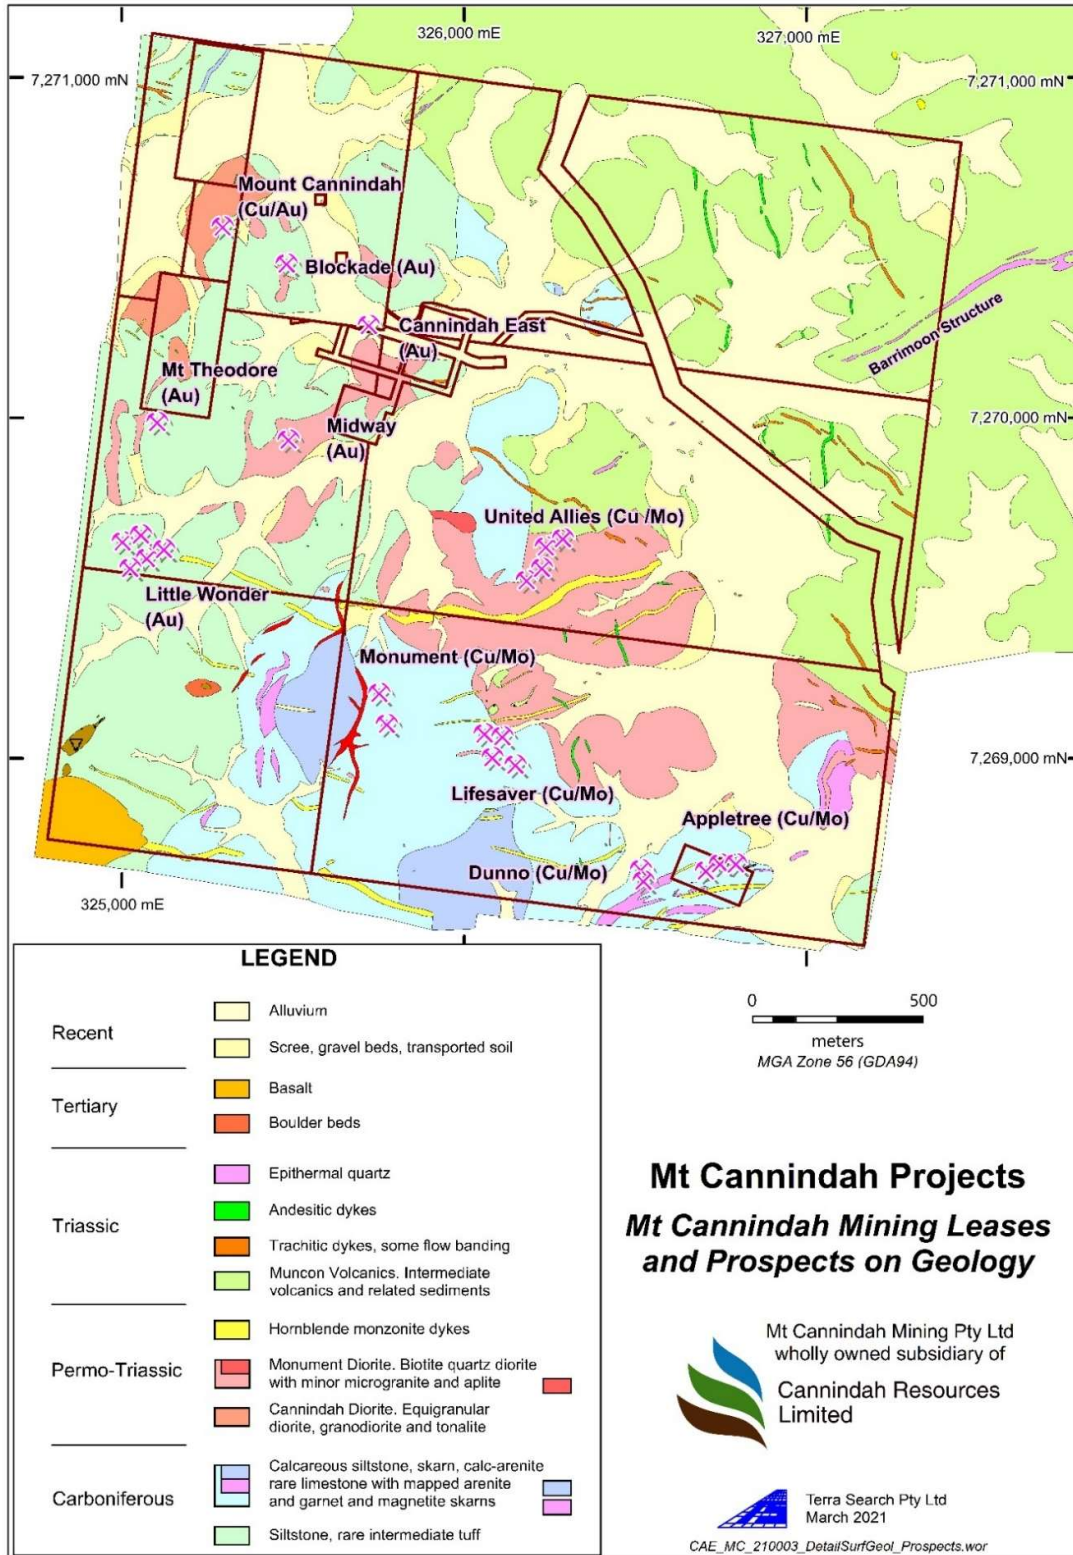 326,000 mE
327,000 mE
7,271,000 mN
7,271,000 mN
Mount Cannindah
(Cu/Au)
Blockade (Au)
Barrimoon Structure
Cannindah East
(Au)
Mt Theodore
(Au)
7,270,000 mN
Midway
(Au)
United Allies (Cu /Mo)
Little Wonder
(Au)
Monument (Cu/Mo)
7,269,000 mN
Lifesaver (Cu/Mo)
Appletree (Cu/Mo)
Dunno (Cu/Mo)
325,000 mE
LEGEND
Recent
Alluvium
Scree, gravel beds, transported soil
Tertiary
Basalt
Boulder beds
Triassic
Epithermal quartz
Andesitic dykes
Trachitic dykes, some flow banding
Muncon Volcanics. Intermediate
volcanics and related sediments
Permo-Triassic
Hornblende monzonite dykes
Monument Diorite. Biotite quartz diorite
with minor microgranite and aplite
Cannindah Diorite. Equigranular
diorite, granodiorite and tonalite
Carboniferous
Calcareous siltstone, skarn, calc-arenite
rare limestone with mapped arenite
and garnet and magnetite skarns
Siltstone, rare intermediate tuff
0 500
meters
MGA Zone 56 (GDA94)
Mt Cannindah Projects
Mt Cannindah Mining Leases
and Prospects on Geology
Mt Cannindah Mining Pty Ltd
wholly owned subsidiary of
Cannindah Resources
Limited
Terra Search Pty Ltd
March 2021
CAE_MC_210003_DetailSurfGeol_Prospects.wor